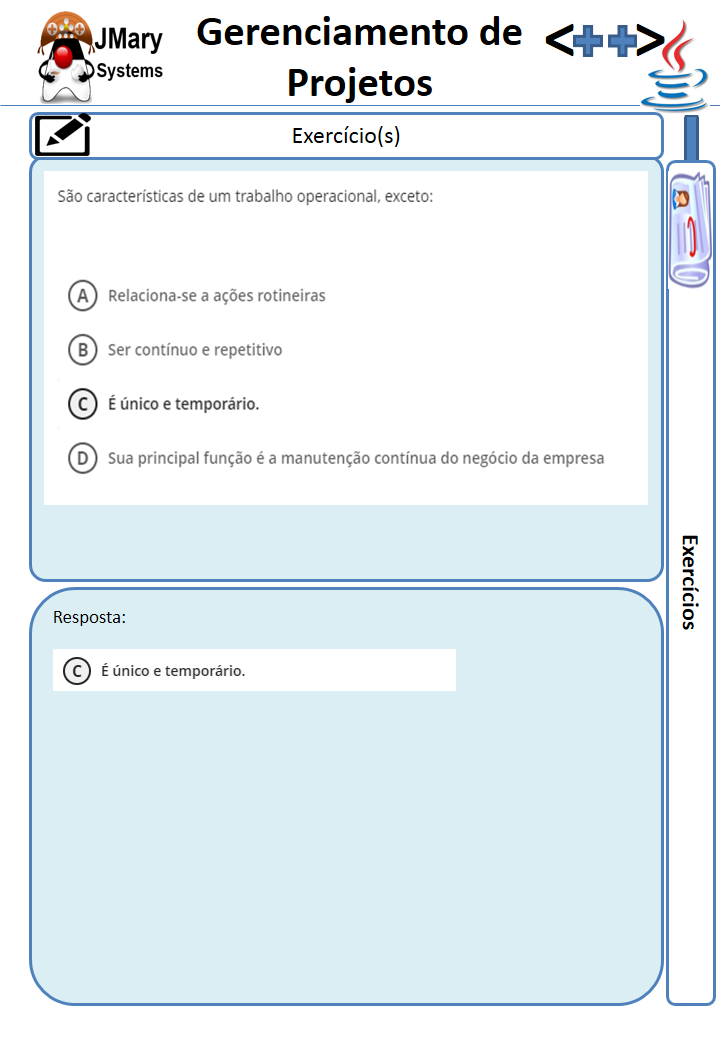 JMary
Systems
Gerenciamento de
Projetos
<++>
Exercício(s)
São características de um trabalho operacional, exceto:
A Relaciona-se a ações rotineiras
B Ser contínuo e repetitivo
C É único e temporário.
D Sua principal função é a manutenção contínua do negócio da empresa
Exercícios
Resposta:
C É único e temporário.